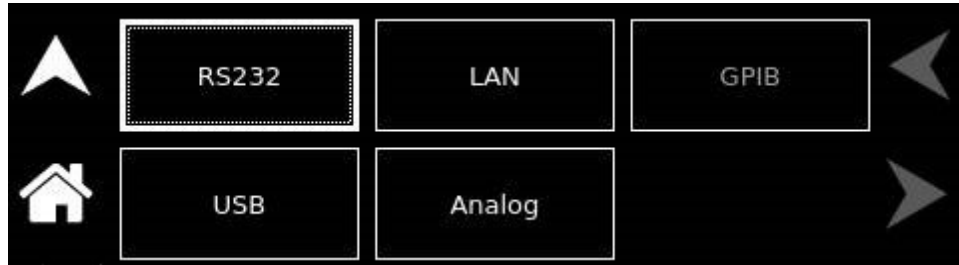 RS232
LAN
GPIB
USB
Analog